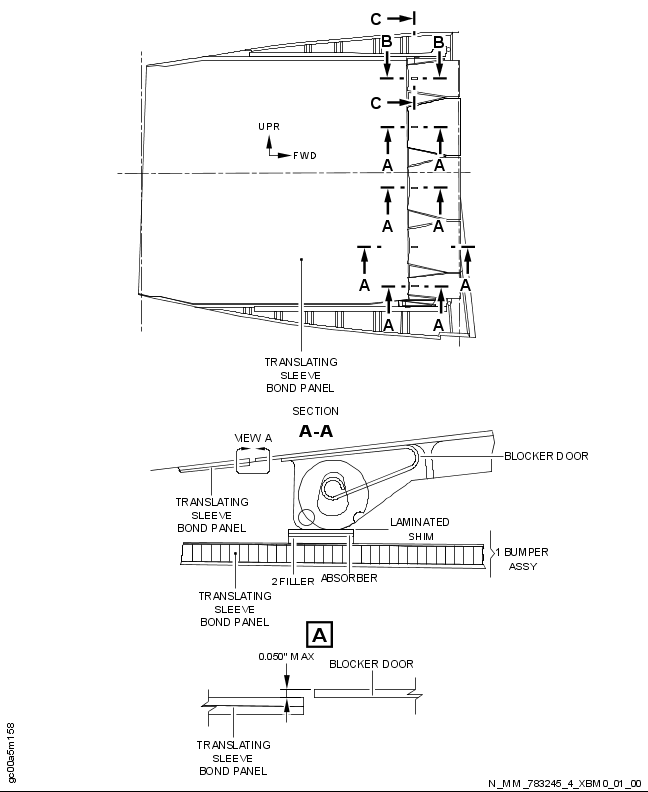 C
B
B
C
UPR
FWD
A
A
A
A
A
A
A
A
TRANSLATING
SLEEVE
BOND PANEL
SECTION
A-A
VIEW A
BLOCKER DOOR
TRANSLATING
SLEEVE
BOND PANEL
LAMINATED
SHIM
1 BUMPER
ASSY
2 FILLER
ABSORBER
TRANSLATING
SLEEVE
BOND PANEL
A
0.050" MAX
BLOCKER DOOR
TRANSLATING
SLEEVE
BOND PANEL
gc00a5m158
N_MM_783245_4_XBM0_01_00